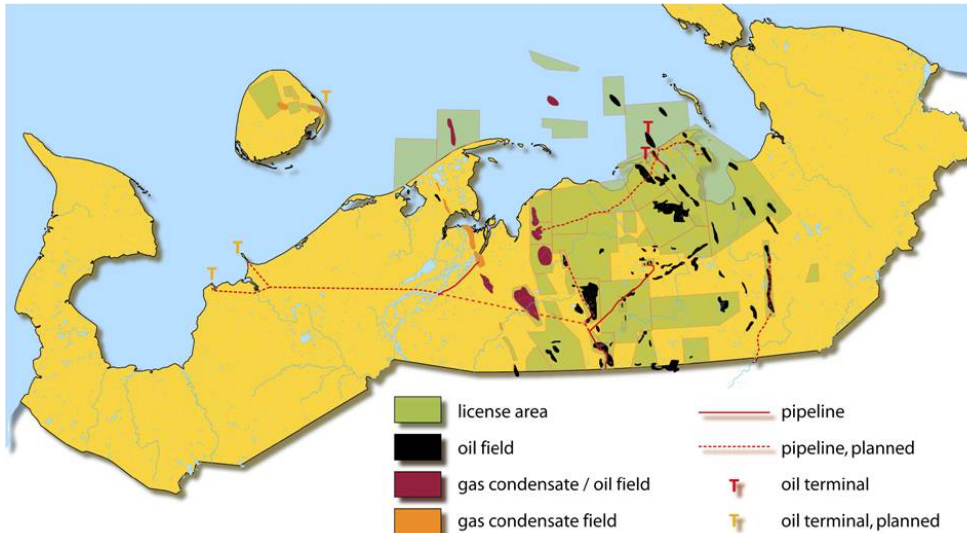 T
T
T
T
T
license area
oil field
gas condensate / oil field
gas condensate field
pipeline
pipeline, planned
T oil terminal
T oil terminal, planned